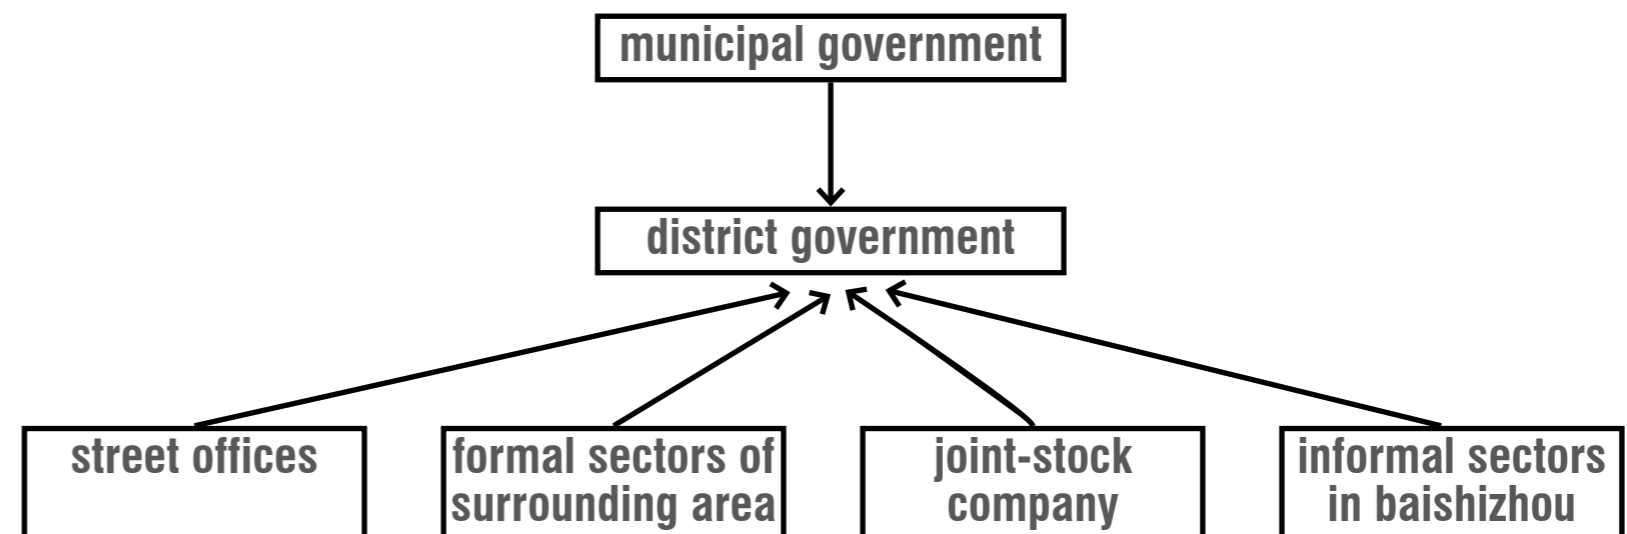 municipal government
district government
street offices
formal sectors of
surrounding area
joint-stock
company
informal sectors
in baishizhou